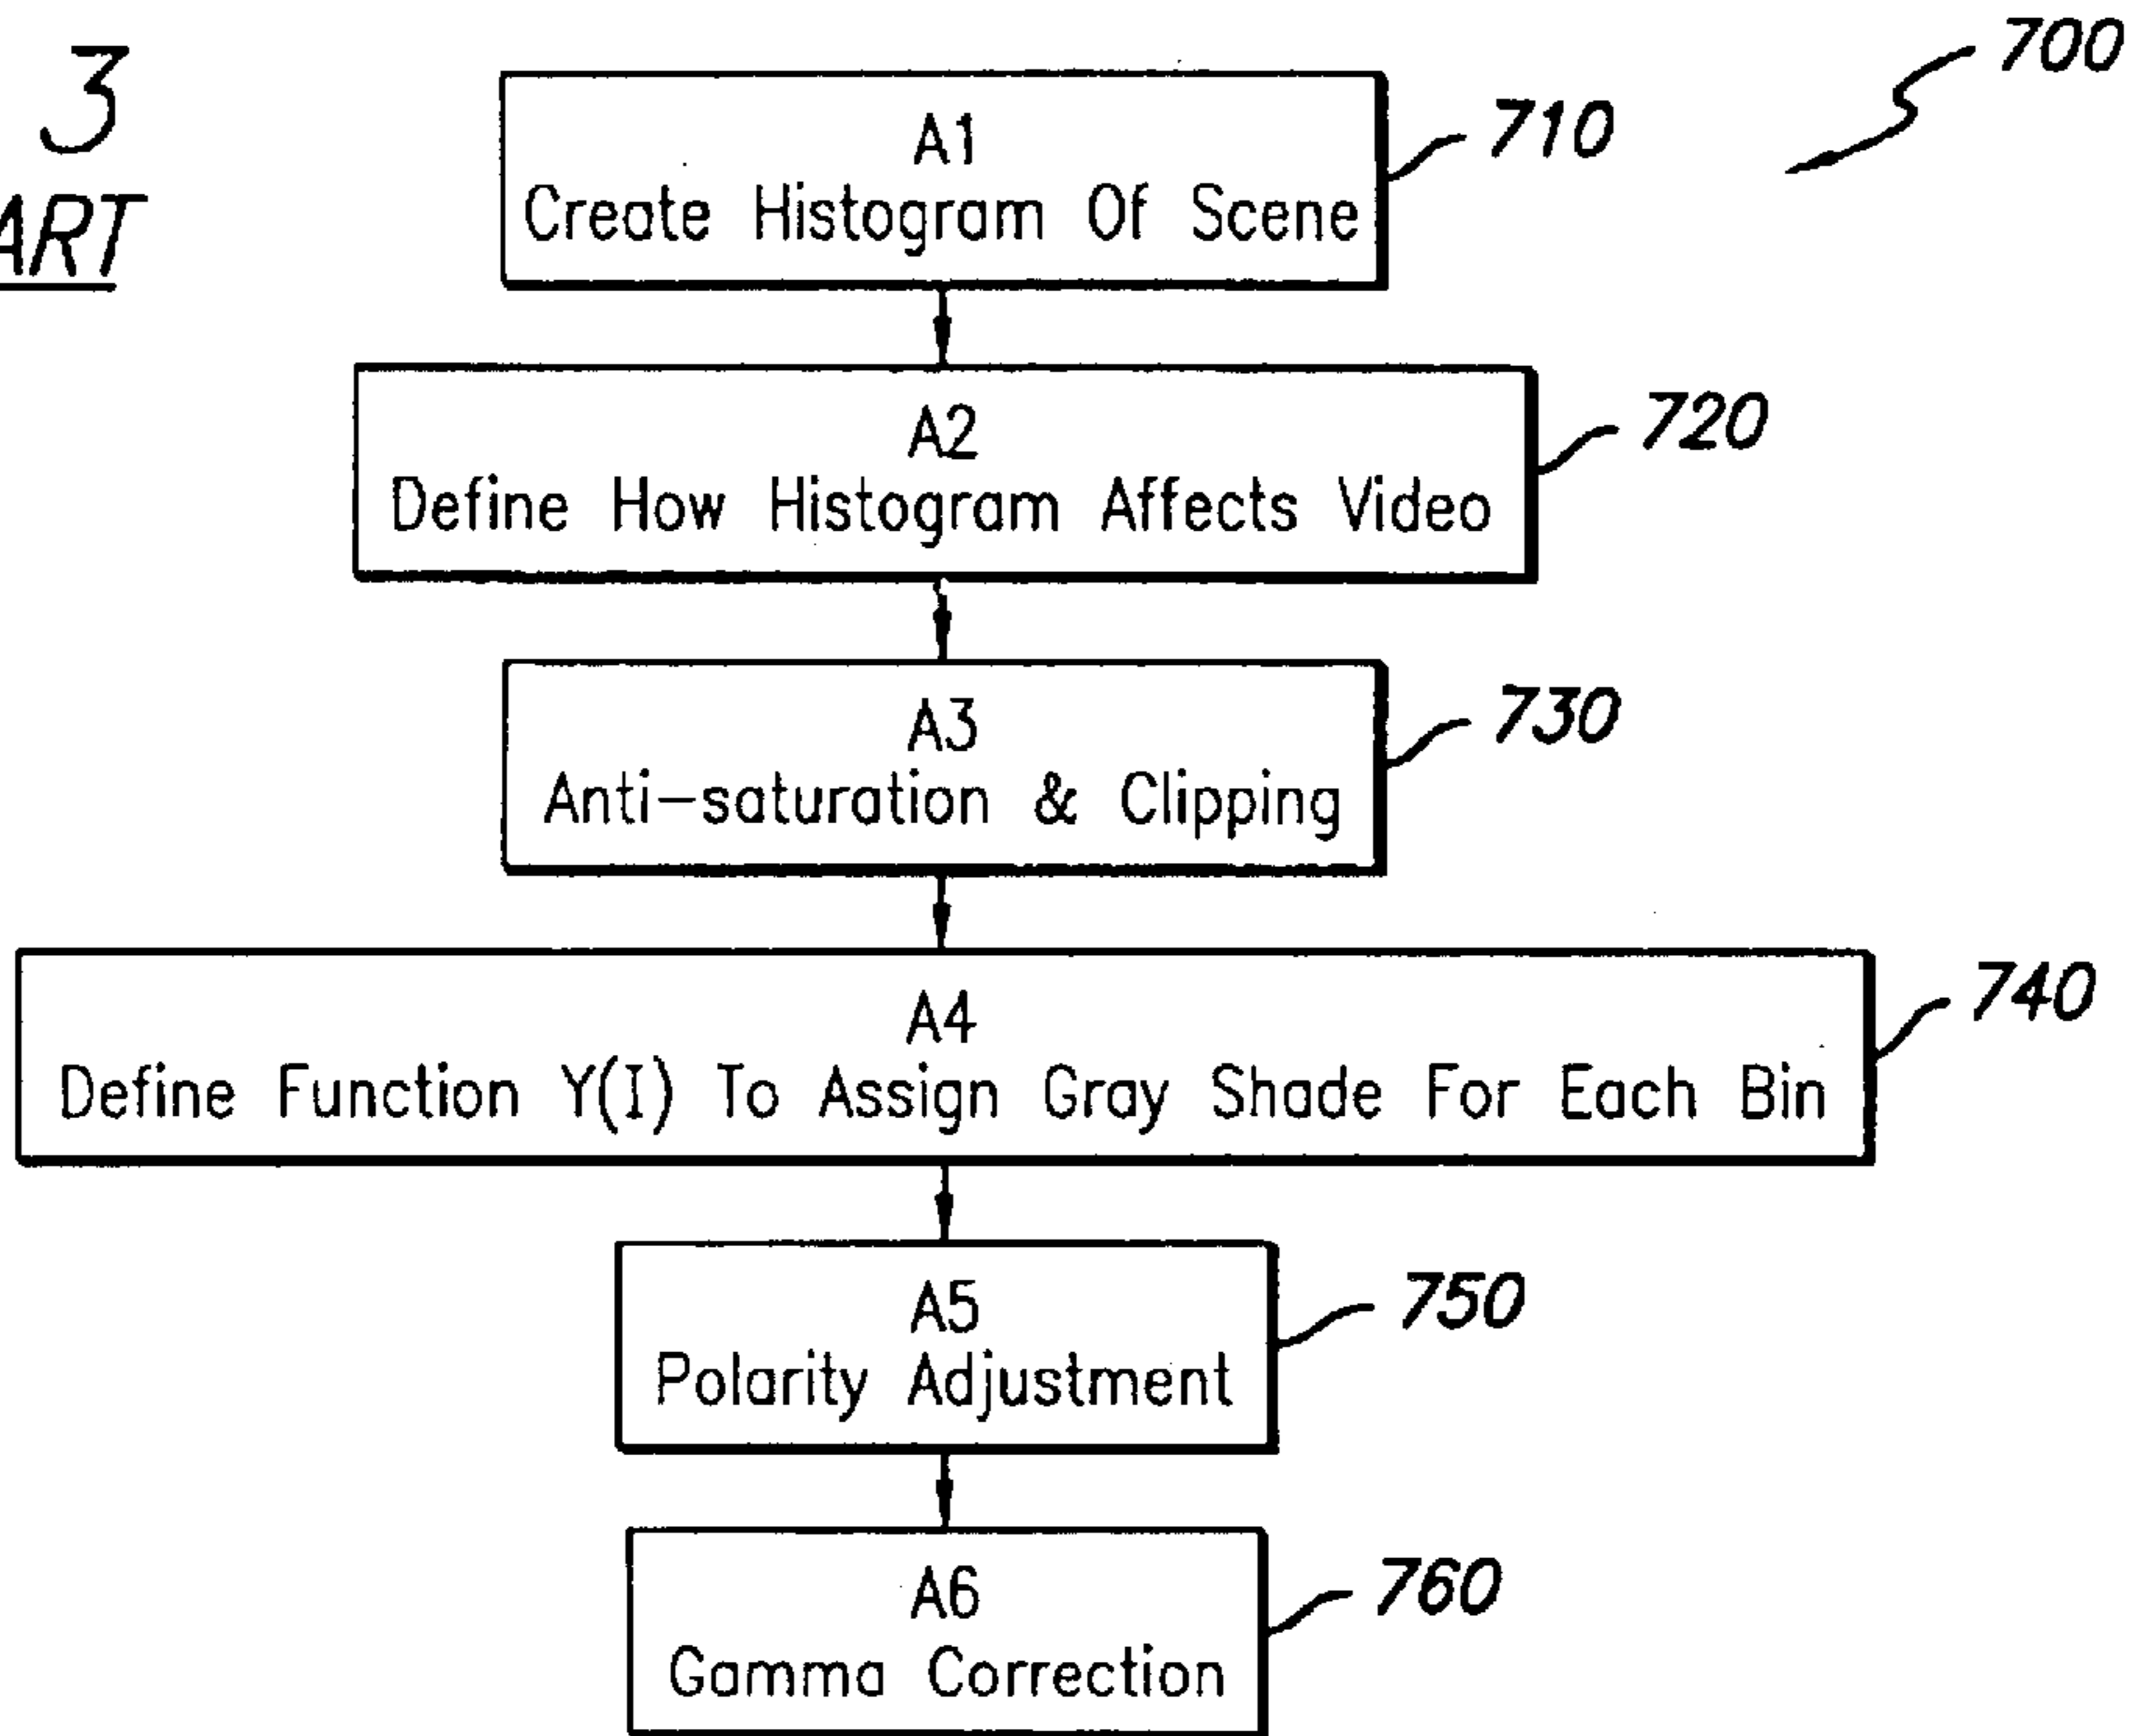 3
ART
700
A1
Create Histogram Of Scene
710
A2
Define How Histogram Affects Video
720
A3
Anti-saturation & Clipping
730
A4
Define Function Y(I) To Assign Gray Shade For Each Bin
740
A5
Polarity Adjustment
750
A6
Gamma Correction
760